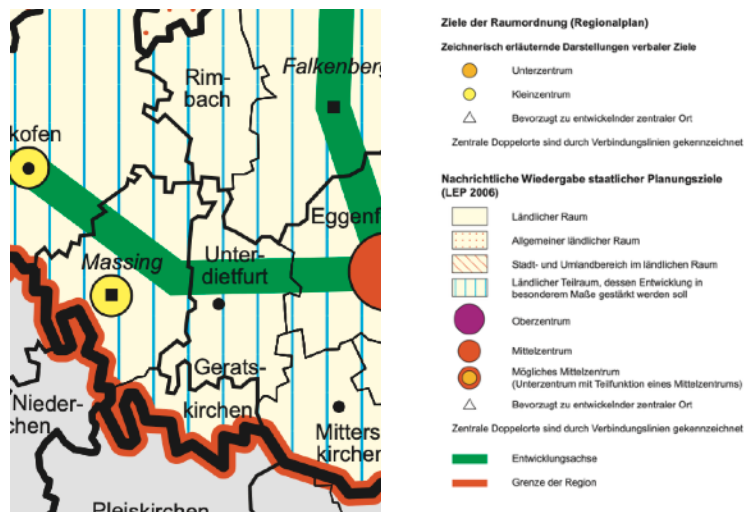 Rim-
bach
Falkenberg
kofen
Eggenf
Massing
Unter-
dietfurt
Gerats-
kirchen
Nieder-
chen
Mitters
kirchen
Pleiskirchen
Ziele der Raumordnung (Regionalplan)
Zeichnerisch erläuternde Darstellungen verbaler Ziele
Unterzentrum
Kleinzentrum
Bevorzugt zu entwickelnder zentraler Ort
Zentrale Doppelorte sind durch Verbindungslinien gekennzeichnet
Nachrichtliche Wiedergabe staatlicher Planungsziele
(LEP 2006)
Ländlicher Raum
Allgemeiner ländlicher Raum
Stadt- und Umlandbereich im ländlichen Raum
Ländlicher Teilraum, dessen Entwicklung in
besonderem Maße gestärkt werden soll
Oberzentrum
Mittelzentrum
Mögliches Mittelzentrum
(Unterzentrum mit Teilfunktion eines Mittelzentrums)
Bevorzugt zu entwickelnder zentraler Ort
Zentrale Doppelorte sind durch Verbindungslinien gekennzeichnet
Entwicklungsachse
Grenze der Region